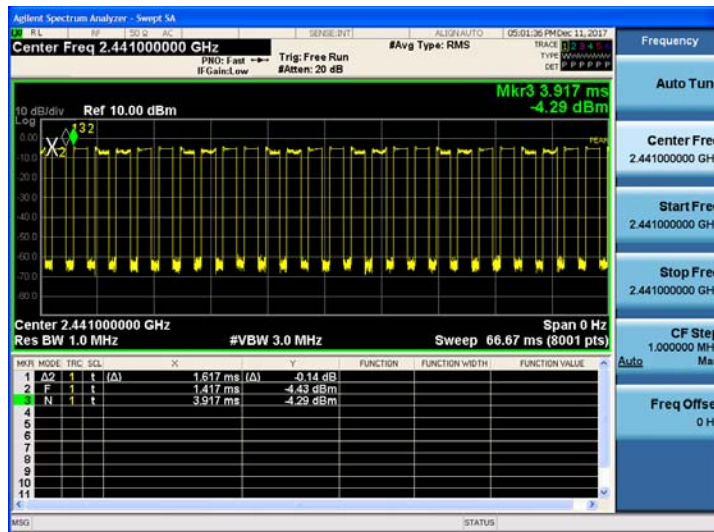 Agilent Spectrum Analyzer - Swept SA
RL RF 50 Ω AC SENSE:INT ALIGNAUTO 05:01:36 PM Dec 11, 2017
Center Freq 2.441000000 GHz
#Avg Type: RMS
TRACE 1 2 3 4 5 6
PNO: Fast Trig: Free Run
TYPE
IFGain:Low #Atten: 20 dB
DET P P P P P P
Mkr3 3.917 ms
-4.29 dBm
10 dB/div Ref 10.00 dBm
Log
0.00
-10.0
-20.0
-30.0
-40.0
-50.0
-60.0
-70.0
-80.0
1 3 2
X2
PEAK
Center 2.441000000 GHz Span 0 Hz
Res BW 1.0 MHz #VBW 3.0 MHz Sweep 66.67 ms (8001 pts)
MKR MODE TRC SCL X Y FUNCTION FUNCTION WIDTH FUNCTION VALUE
1 Δ2 1 t (Δ) 1.617 ms (Δ) -0.14 dB
2 F 1 t 1.417 ms -4.43 dBm
3 N 1 t 3.917 ms -4.29 dBm
4
5
6
7
8
9
10
11
MSG STATUS
Frequency
Auto Tun
Center Fre
2.441000000 GH
Start Fre
2.441000000 GH
Stop Fre
2.441000000 GH
CF Step
1.000000 MH
Auto Ma
Freq Offse
0 H